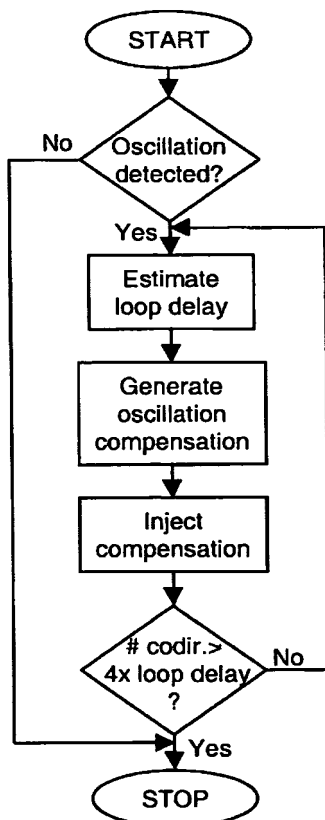 START
No
Oscillation
detected?
Yes
Estimate
loop delay
Generate
oscillation
compensation
Inject
compensation
# codir.>
4x loop delay
?
No
Yes
STOP